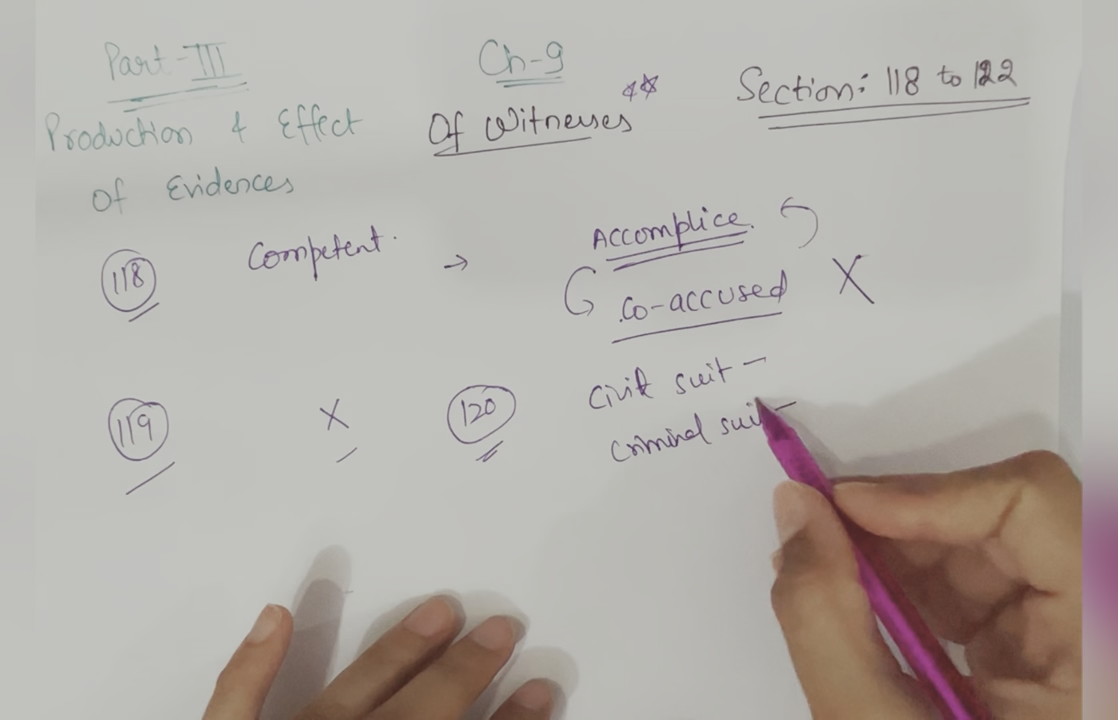 Part-III
Ch-9
Section: 118 to 122
Production & Effect
Of Witnesses
Of Evidences
118 Competent. → Accomplice.
Co-accused X
119 X 120 Civil suit -
Criminal suit -